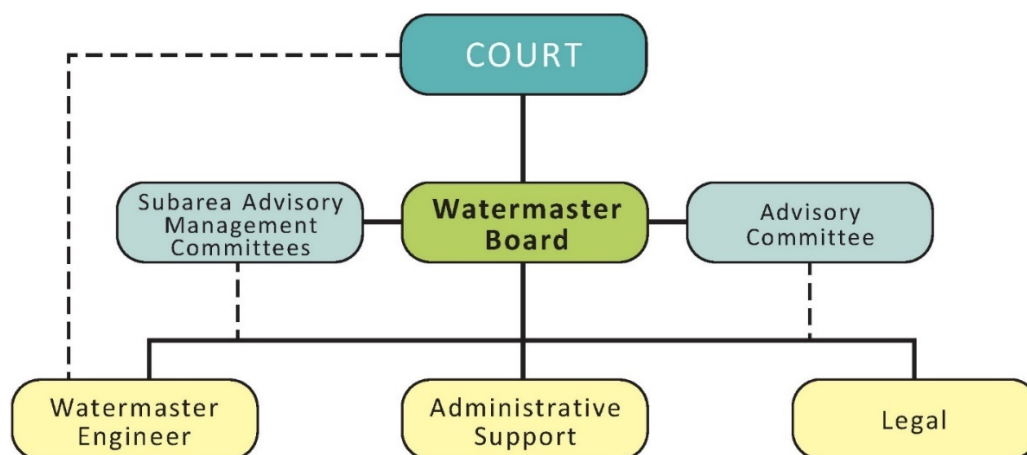 COURT
Subarea Advisory
Management
Committees
Watermaster
Board
Advisory
Committee
Watermaster
Engineer
Administrative
Support
Legal